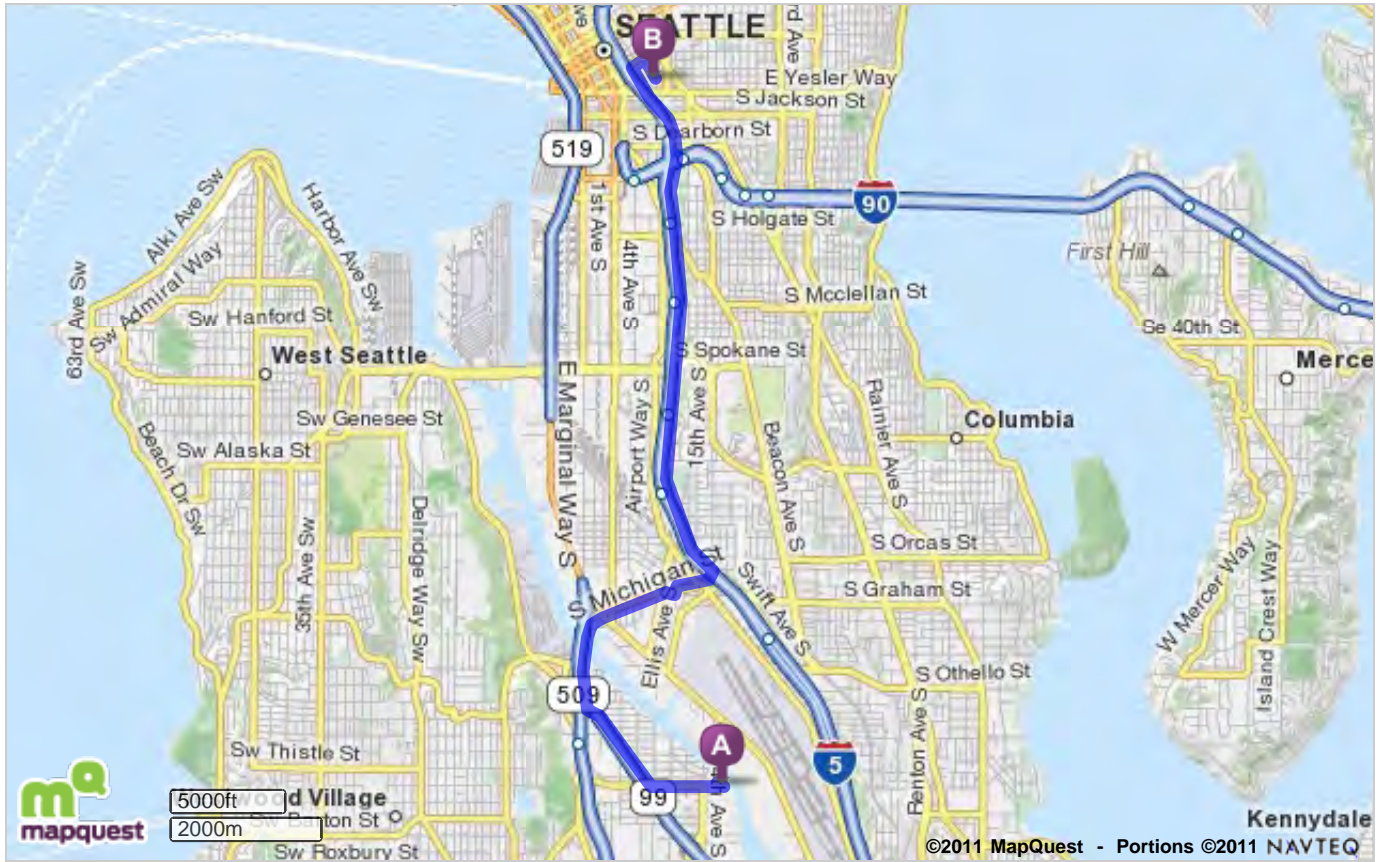 SEATTLE
B
E Yesler Way
S Jackson St
S Dearborn St
519
90
1st Ave S
4th Ave S
S Holgate St
First Hill
Alki Ave Sw
Harbor Ave Sw
Sw Admiral Way
63rd Ave Sw
Sw Hanford St
S Mcclellan St
Se 40th St
West Seattle
S Spokane St
Merce
Sw Genesee St
E Marginal Way S
Airport Way S
15th Ave S
Rainier Ave S
Columbia
Sw Alaska St
Beach Dr Sw
Beacon Ave S
Delridge Way Sw
35th Ave Sw
S Orcas St
S Michigan St
Swift Ave S
S Graham St
W Mercer Way
Island Crest Way
Ellis Ave S
S Othello St
509
Renton Ave S
A
Sw Thistle St
5
99
Ave S
5000ft
2000m
Village
Sw Barton St
Sw Roxbury St
Kennydale
mapquest
©2011 MapQuest - Portions ©2011 NAVTEQ